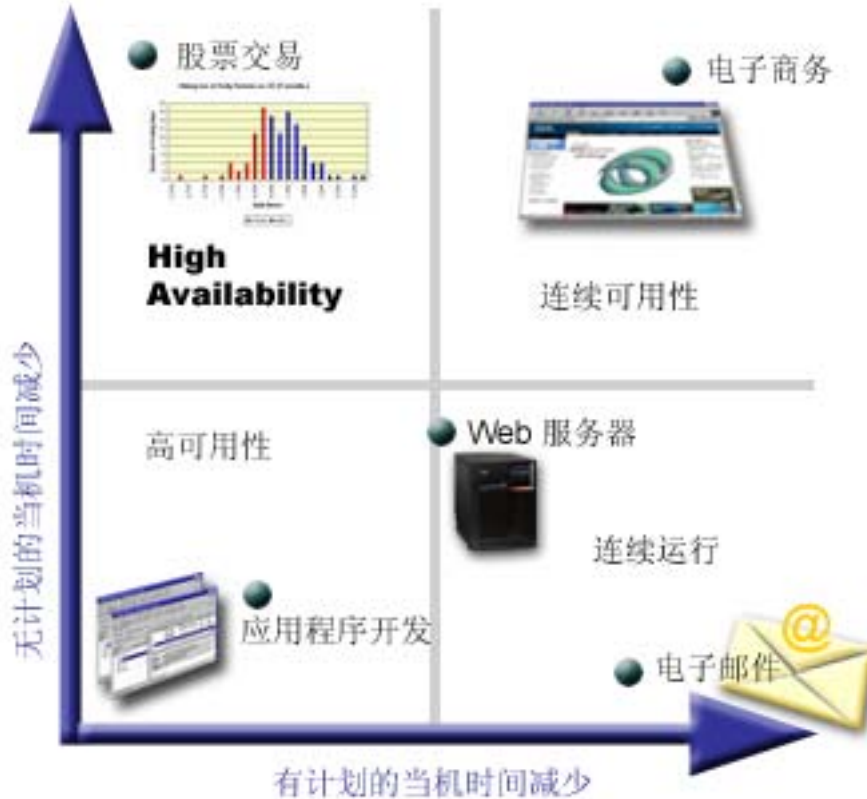 股票交易
电子商务
High
Availability
连续可用性
无计划的当机时间减少
高可用性
Web 服务器
连续运行
应用程序开发
@
电子邮件
有计划的当机时间减少